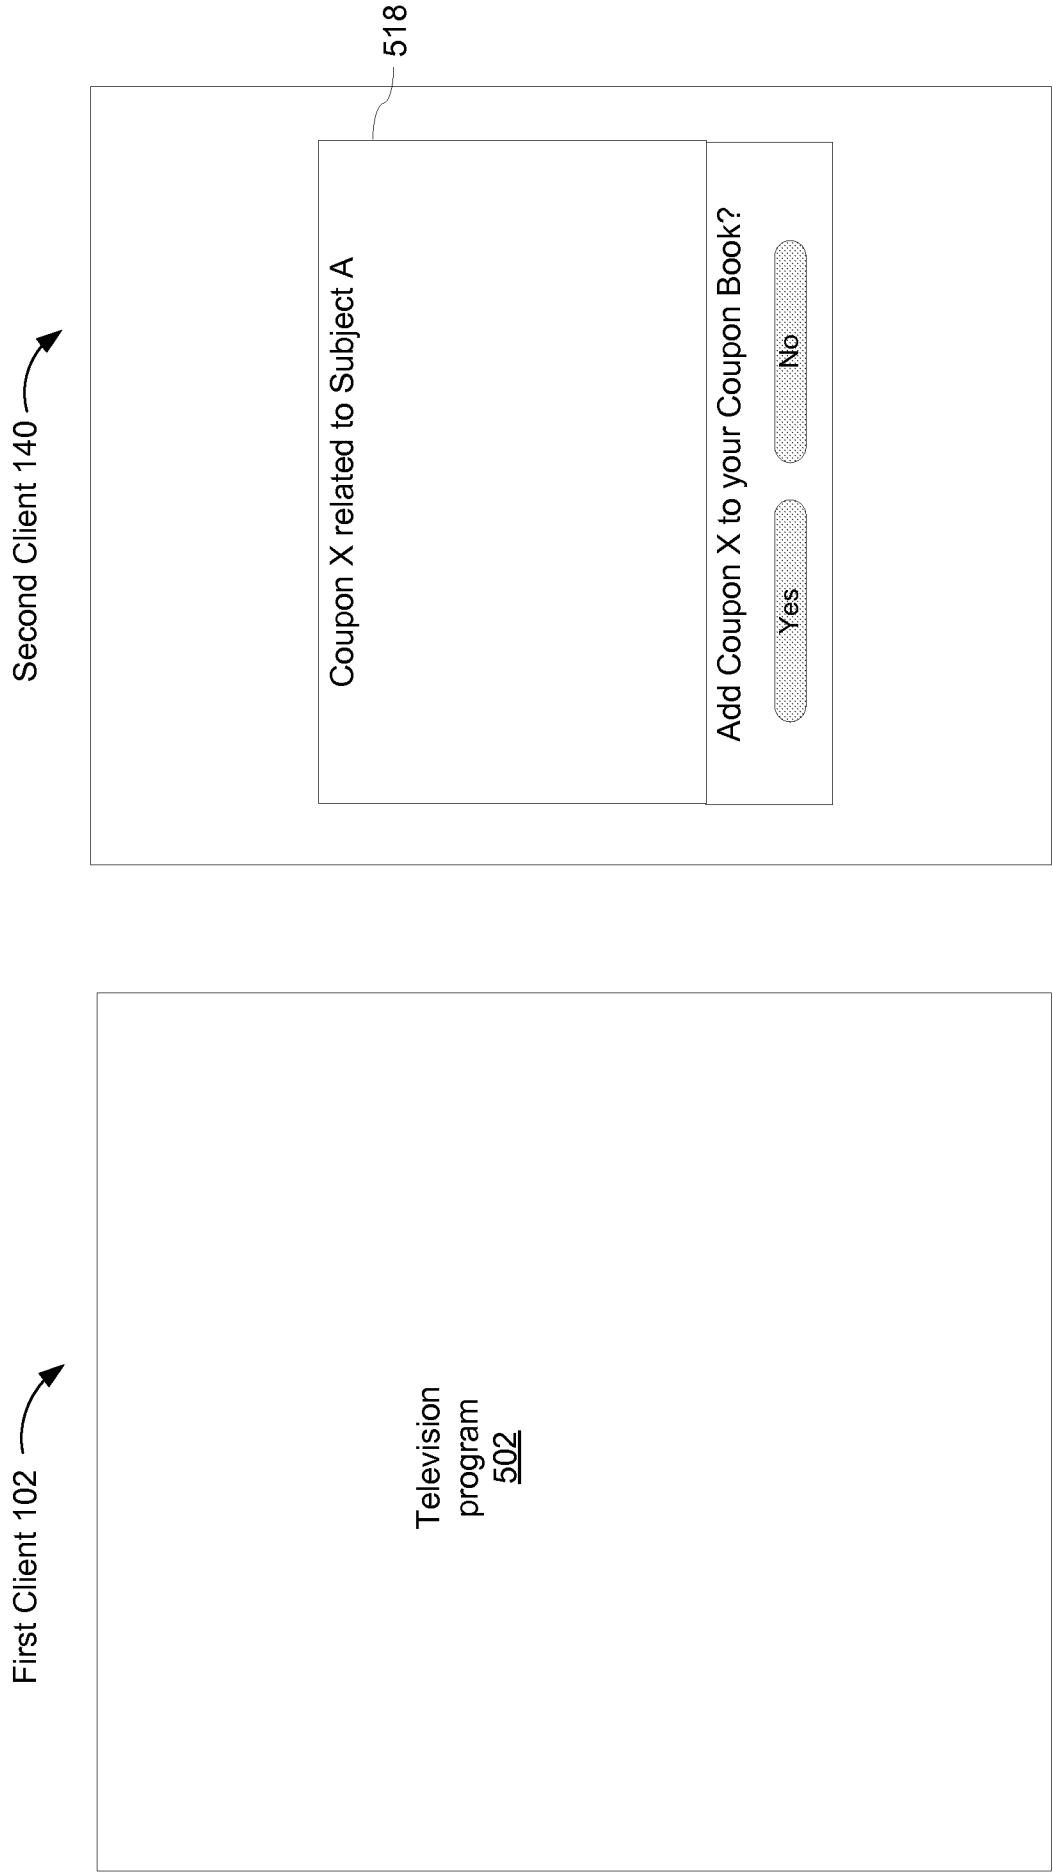 First Client 102
Television
program
502
Second Client 140
518
Coupon X related to Subject A
Add Coupon X to your Coupon Book?
Yes
No